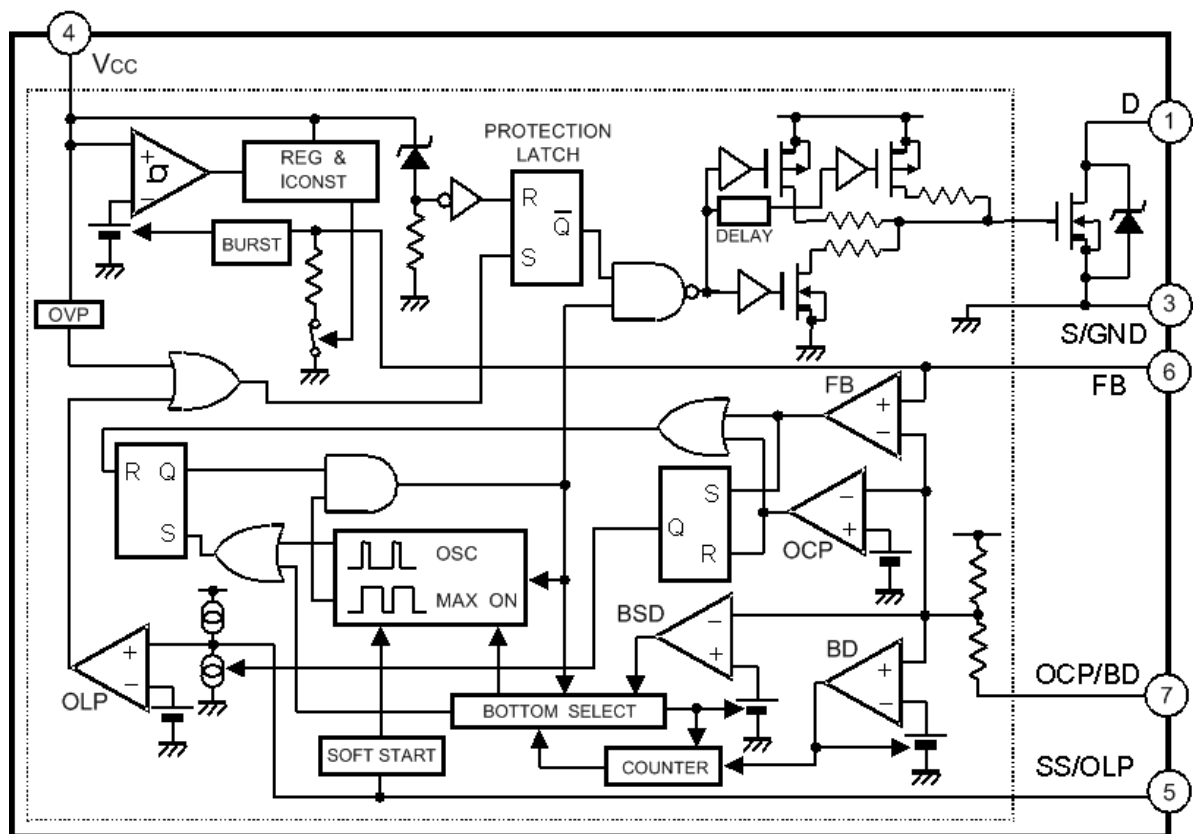 4
VCC
D
1
PROTECTION
LATCH
REG &
ICONST
+
−
R
Q
S
DELAY
BURST
OVP
3
S/GND
6
FB
FB
+
−
R Q
S
S
Q
R
−
+
OCP
OSC
MAX ON
BSD
−
+
BD
+
−
OLP
+
−
BOTTOM SELECT
OCP/BD
7
SOFT START
COUNTER
SS/OLP
5